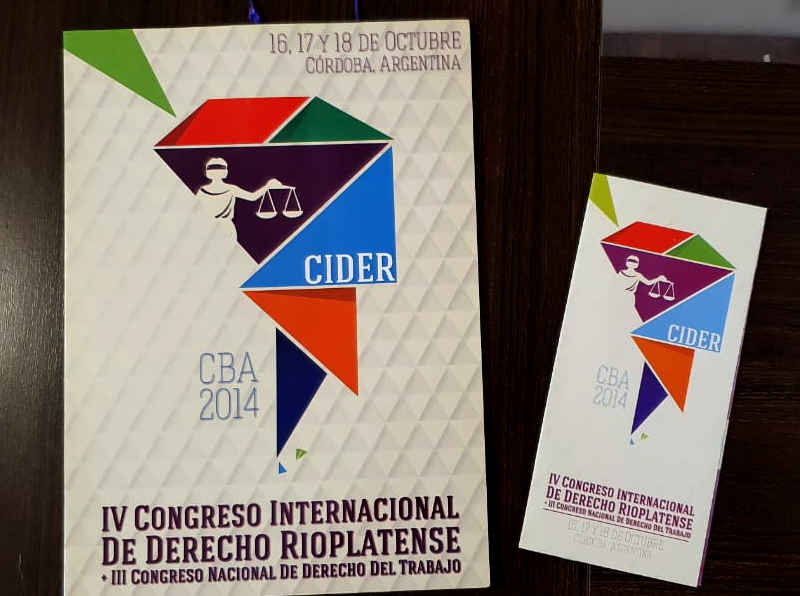 16, 17 Y 18 DE OCTUBRE
CÓRDOBA, ARGENTINA
CIDER
CBA
2014
IV CONGRESO INTERNACIONAL
DE DERECHO RIOPLATENSE
+ III CONGRESO NACIONAL DE DERECHO DEL TRABAJO
CIDER
CBA
2014
IV CONGRESO INTERNACIONAL
DE DERECHO RIOPLATENSE
+ III CONGRESO NACIONAL DE DERECHO DEL TRABAJO
16, 17 Y 18 DE OCTUBRE
CÓRDOBA, ARGENTINA